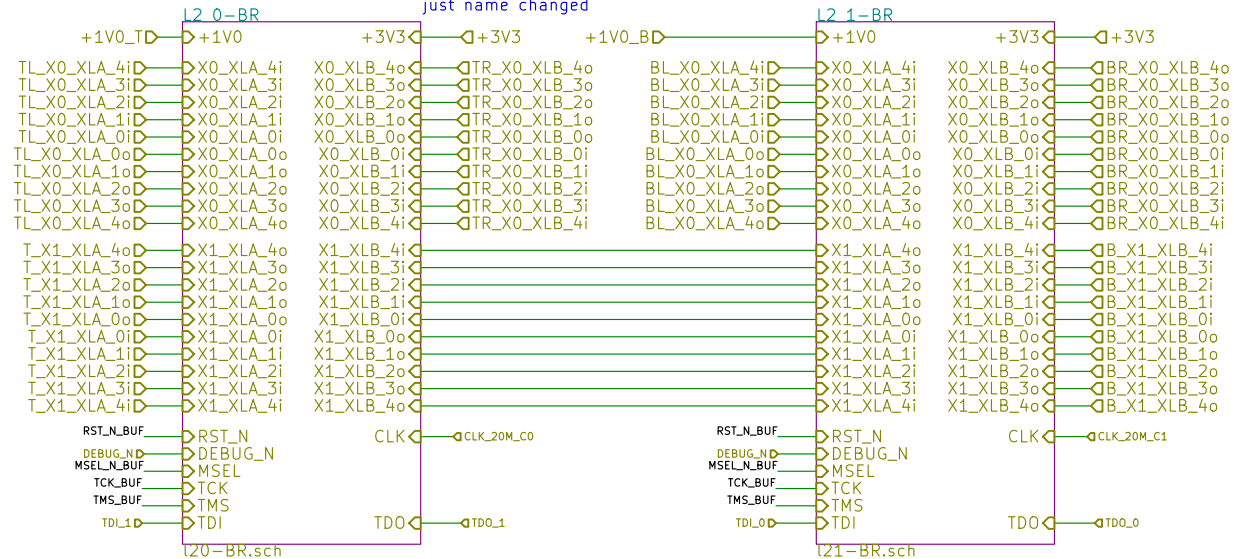 just name changed
L2_0-BR L2_1-BR
+1V0_T +1V0 +3V3 +3V3 +1V0_B +1V0 +3V3 +3V3
TL_X0_XLA_4i X0_XLA_4i X0_XLB_4o TR_X0_XLB_4o BL_X0_XLA_4i X0_XLA_4i X0_XLB_4o BR_X0_XLB_4o
TL_X0_XLA_3i X0_XLA_3i X0_XLB_3o TR_X0_XLB_3o BL_X0_XLA_3i X0_XLA_3i X0_XLB_3o BR_X0_XLB_3o
TL_X0_XLA_2i X0_XLA_2i X0_XLB_2o TR_X0_XLB_2o BL_X0_XLA_2i X0_XLA_2i X0_XLB_2o BR_X0_XLB_2o
TL_X0_XLA_1i X0_XLA_1i X0_XLB_1o TR_X0_XLB_1o BL_X0_XLA_1i X0_XLA_1i X0_XLB_1o BR_X0_XLB_1o
TL_X0_XLA_0i X0_XLA_0i X0_XLB_0o TR_X0_XLB_0o BL_X0_XLA_0i X0_XLA_0i X0_XLB_0o BR_X0_XLB_0o
TL_X0_XLA_0o X0_XLA_0o X0_XLB_0i TR_X0_XLB_0i BL_X0_XLA_0o X0_XLA_0o X0_XLB_0i BR_X0_XLB_0i
TL_X0_XLA_1o X0_XLA_1o X0_XLB_1i TR_X0_XLB_1i BL_X0_XLA_1o X0_XLA_1o X0_XLB_1i BR_X0_XLB_1i
TL_X0_XLA_2o X0_XLA_2o X0_XLB_2i TR_X0_XLB_2i BL_X0_XLA_2o X0_XLA_2o X0_XLB_2i BR_X0_XLB_2i
TL_X0_XLA_3o X0_XLA_3o X0_XLB_3i TR_X0_XLB_3i BL_X0_XLA_3o X0_XLA_3o X0_XLB_3i BR_X0_XLB_3i
TL_X0_XLA_4o X0_XLA_4o X0_XLB_4i TR_X0_XLB_4i BL_X0_XLA_4o X0_XLA_4o X0_XLB_4i BR_X0_XLB_4i
T_X1_XLA_4o X1_XLA_4o X1_XLB_4i X1_XLA_4o X1_XLB_4i B_X1_XLB_4i
T_X1_XLA_3o X1_XLA_3o X1_XLB_3i X1_XLA_3o X1_XLB_3i B_X1_XLB_3i
T_X1_XLA_2o X1_XLA_2o X1_XLB_2i X1_XLA_2o X1_XLB_2i B_X1_XLB_2i
T_X1_XLA_1o X1_XLA_1o X1_XLB_1i X1_XLA_1o X1_XLB_1i B_X1_XLB_1i
T_X1_XLA_0o X1_XLA_0o X1_XLB_0i X1_XLA_0o X1_XLB_0i B_X1_XLB_0i
T_X1_XLA_0i X1_XLA_0i X1_XLB_0o X1_XLA_0i X1_XLB_0o B_X1_XLB_0o
T_X1_XLA_1i X1_XLA_1i X1_XLB_1o X1_XLA_1i X1_XLB_1o B_X1_XLB_1o
T_X1_XLA_2i X1_XLA_2i X1_XLB_2o X1_XLA_2i X1_XLB_2o B_X1_XLB_2o
T_X1_XLA_3i X1_XLA_3i X1_XLB_3o X1_XLA_3i X1_XLB_3o B_X1_XLB_3o
T_X1_XLA_4i X1_XLA_4i X1_XLB_4o X1_XLA_4i X1_XLB_4o B_X1_XLB_4o
RST_N_BUF RST_N CLK CLK_20M_C0 RST_N_BUF RST_N CLK CLK_20M_C1
DEBUG_N DEBUG_N DEBUG_N DEBUG_N
MSEL_N_BUF MSEL MSEL_N_BUF MSEL
TCK_BUF TCK TCK_BUF TCK
TMS_BUF TMS TMS_BUF TMS
TDI_1 TDI TDO TDO_1 TDI_0 TDI TDO TDO_0
l20-BR.sch l21-BR.sch